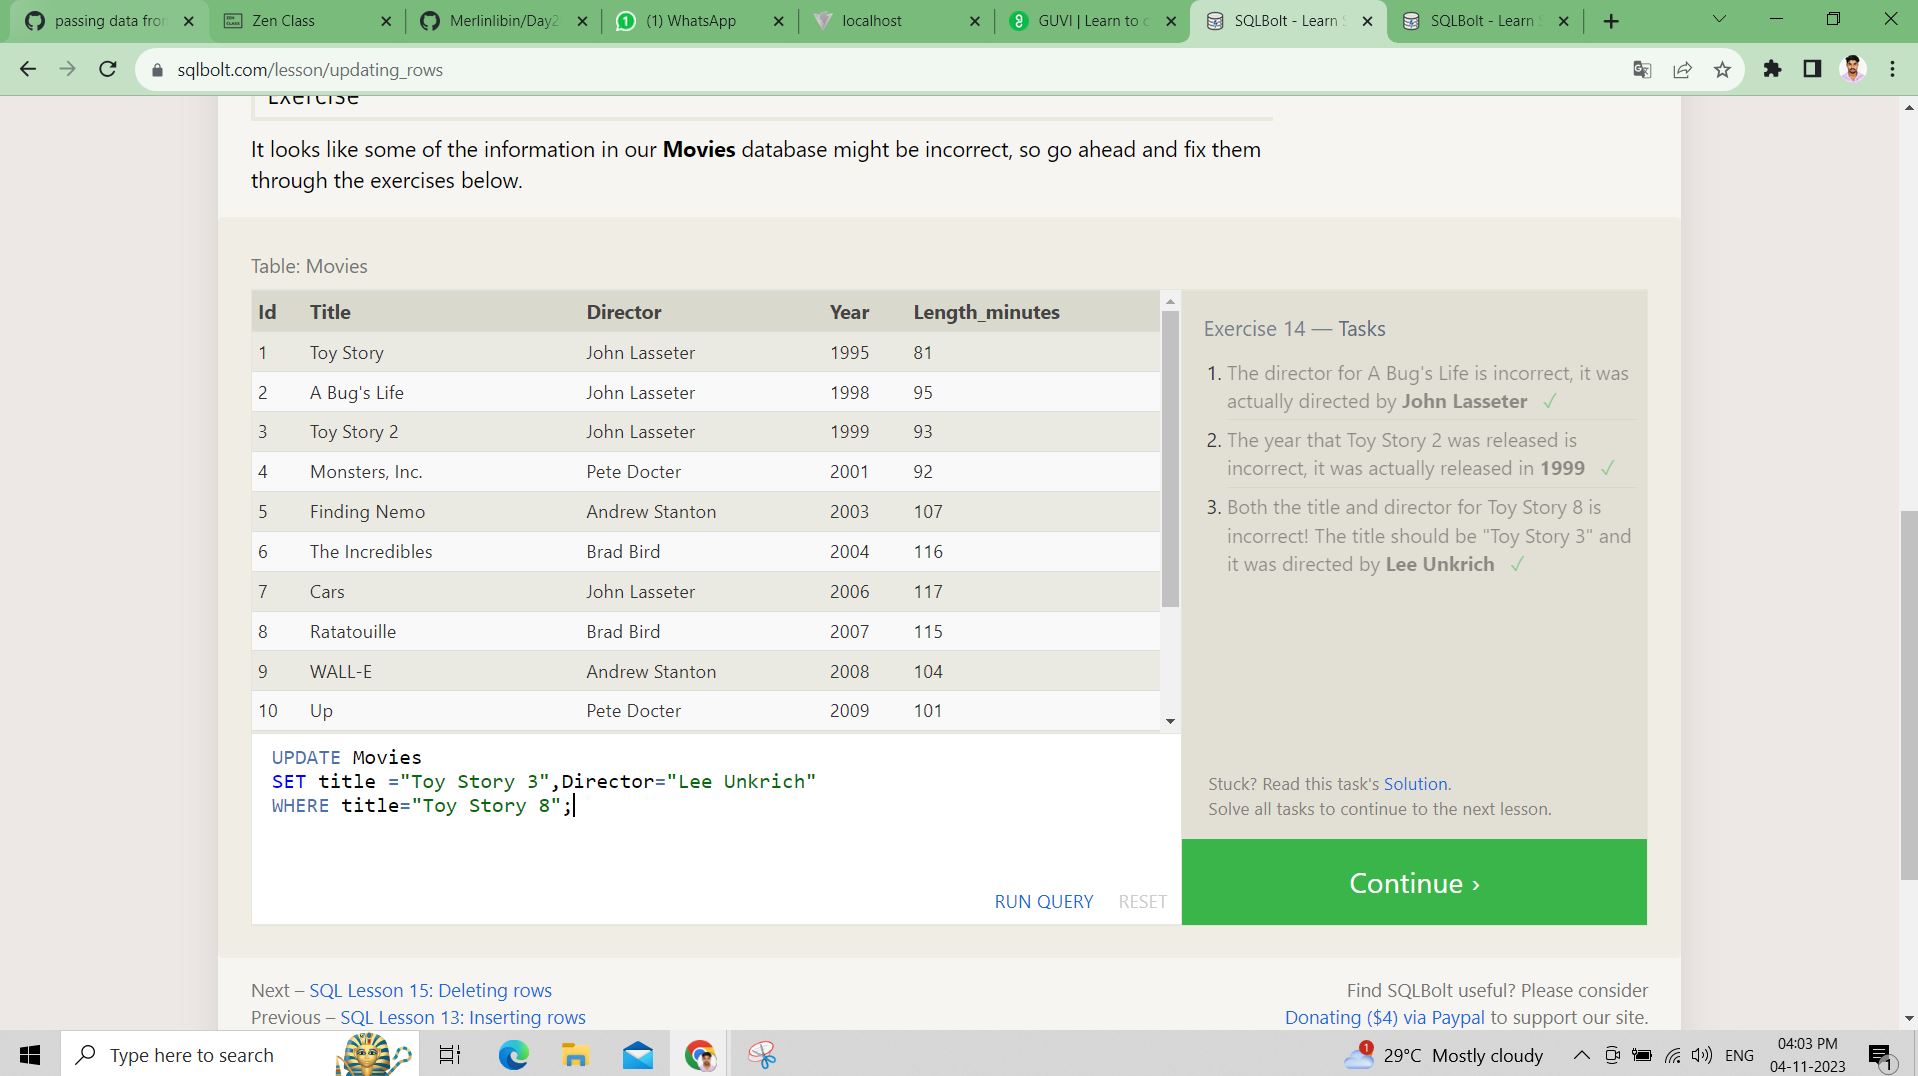 passing data fron
Zen Class
Merlinlibin/Day2
(1) WhatsApp
localhost
GUVI | Learn to c
SQLBolt - Learn S
SQLBolt - Learn S
sqlbolt.com/lesson/updating_rows
Exercise
It looks like some of the information in our Movies database might be incorrect, so go ahead and fix them
through the exercises below.
Table: Movies
Id Title Director Year Length_minutes
1 Toy Story John Lasseter 1995 81
2 A Bug's Life John Lasseter 1998 95
3 Toy Story 2 John Lasseter 1999 93
4 Monsters, Inc. Pete Docter 2001 92
5 Finding Nemo Andrew Stanton 2003 107
6 The Incredibles Brad Bird 2004 116
7 Cars John Lasseter 2006 117
8 Ratatouille Brad Bird 2007 115
9 WALL-E Andrew Stanton 2008 104
10 Up Pete Docter 2009 101
UPDATE Movies
SET title ="Toy Story 3",Director="Lee Unkrich"
WHERE title="Toy Story 8";
RUN QUERY RESET
Exercise 14 — Tasks
1. The director for A Bug's Life is incorrect, it was
actually directed by John Lasseter ✓
2. The year that Toy Story 2 was released is
incorrect, it was actually released in 1999 ✓
3. Both the title and director for Toy Story 8 is
incorrect! The title should be "Toy Story 3" and
it was directed by Lee Unkrich ✓
Stuck? Read this task's Solution.
Solve all tasks to continue to the next lesson.
Continue ›
Next – SQL Lesson 15: Deleting rows
Previous – SQL Lesson 13: Inserting rows
Find SQLBolt useful? Please consider
Donating ($4) via Paypal to support our site.
Type here to search
1
29°C Mostly cloudy
ENG
04:03 PM
04-11-2023
1